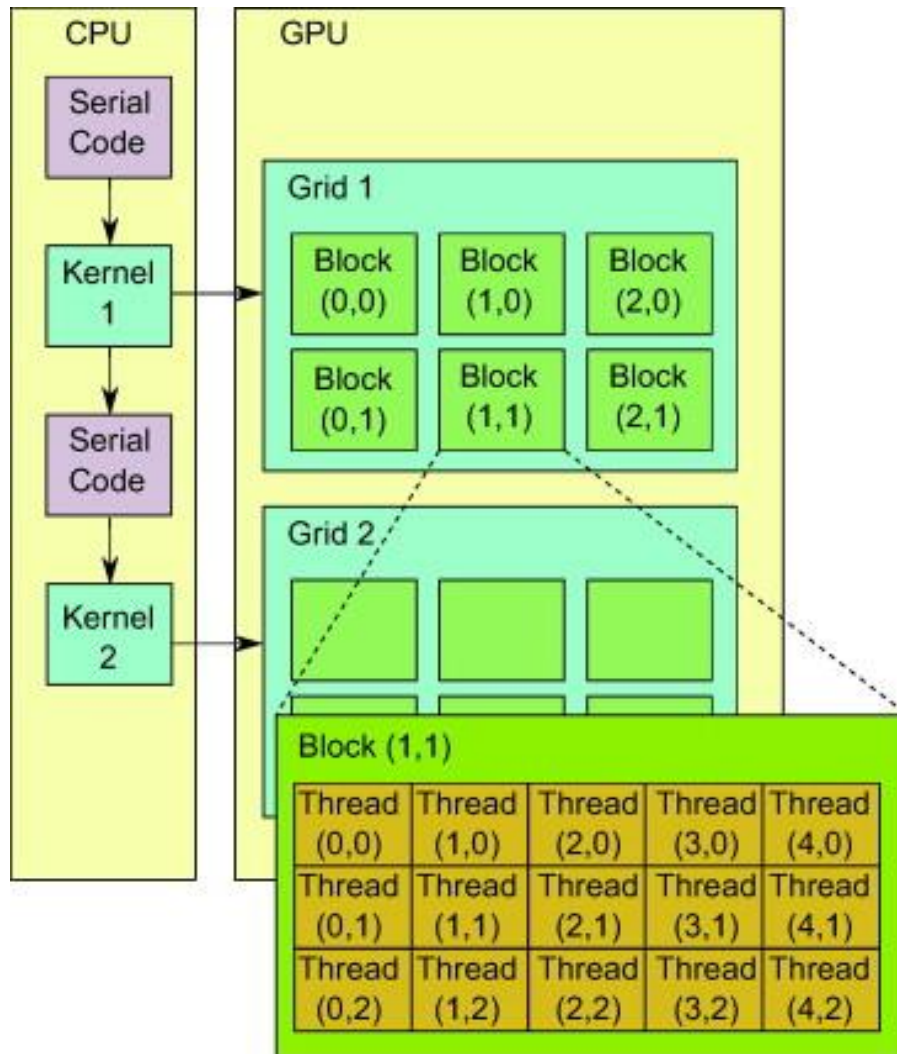 CPU
GPU
Serial
Code
Kernel
1
Serial
Code
Kernel
2
Grid 1
Block
(0,0)
Block
(1,0)
Block
(2,0)
Block
(0,1)
Block
(1,1)
Block
(2,1)
Grid 2
Block (1,1)
Thread
(0,0)
Thread
(1,0)
Thread
(2,0)
Thread
(3,0)
Thread
(4,0)
Thread
(0,1)
Thread
(1,1)
Thread
(2,1)
Thread
(3,1)
Thread
(4,1)
Thread
(0,2)
Thread
(1,2)
Thread
(2,2)
Thread
(3,2)
Thread
(4,2)